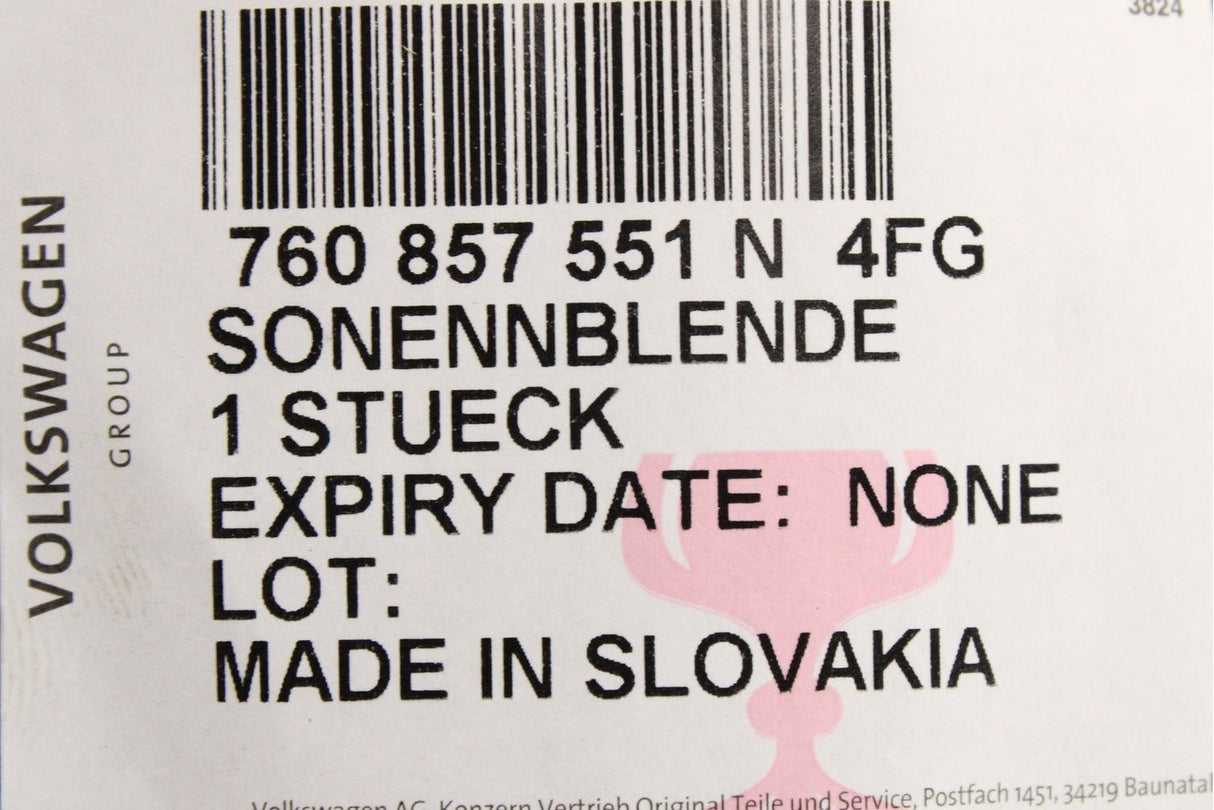 3824
VOLKSWAGEN
GROUP
760 857 551 N 4FG
SONENNBLENDE
1 STUECK
EXPIRY DATE: NONE
LOT:
MADE IN SLOVAKIA
Volkswagen AG, Konzern Vertrieb Original Teile und Service, Postfach 1451, 34219 Baunatal